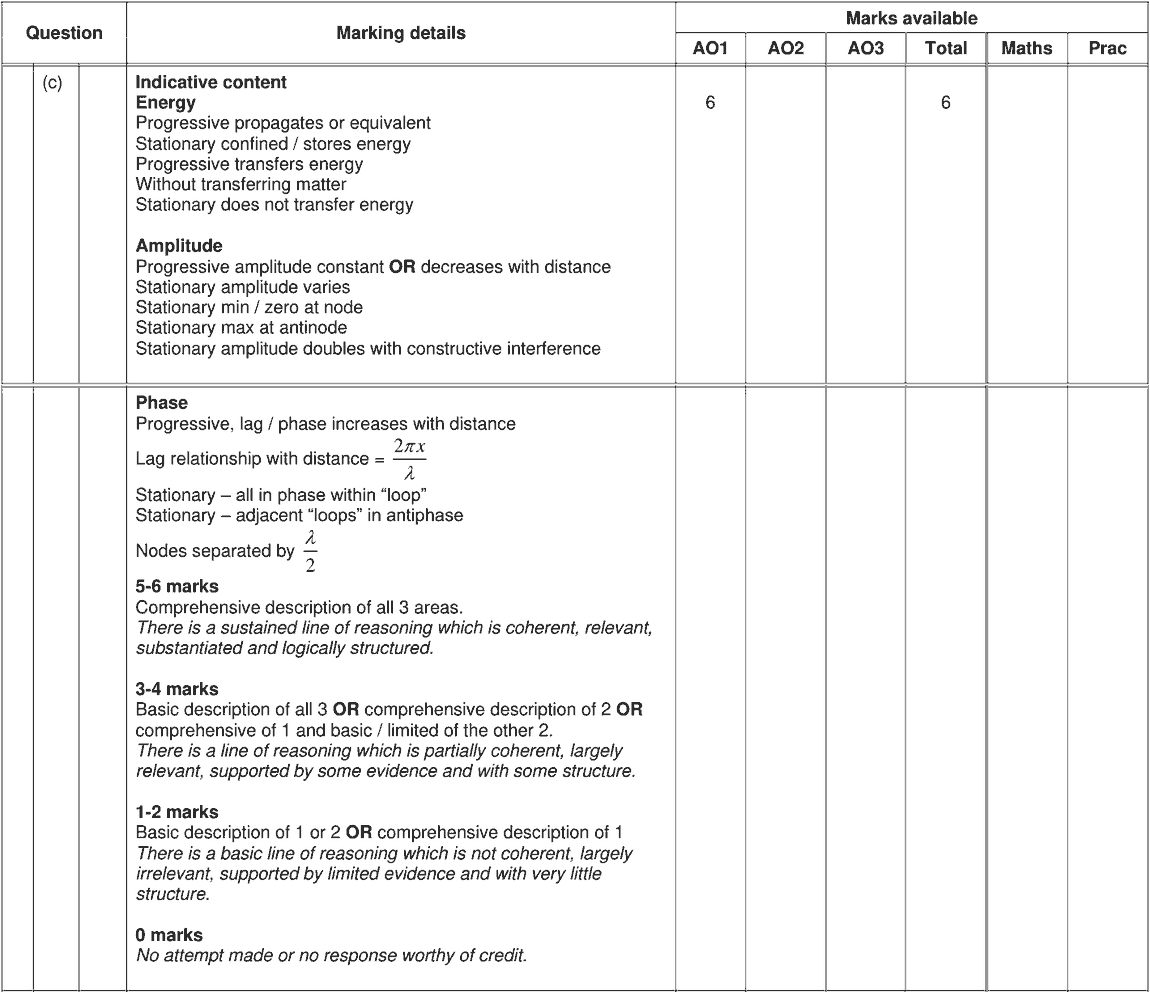 Question
Marking details
Marks available
AO1 AO2 AO3 Total Maths Prac
(c)
Indicative content
Energy 6 6
Progressive propagates or equivalent
Stationary confined / stores energy
Progressive transfers energy
Without transferring matter
Stationary does not transfer energy
Amplitude
Progressive amplitude constant OR decreases with distance
Stationary amplitude varies
Stationary min / zero at node
Stationary max at antinode
Stationary amplitude doubles with constructive interference
Phase
Progressive, lag / phase increases with distance
Lag relationship with distance = 2πx/λ
Stationary – all in phase within “loop”
Stationary – adjacent “loops” in antiphase
Nodes separated by λ/2
5-6 marks
Comprehensive description of all 3 areas.
There is a sustained line of reasoning which is coherent, relevant,
substantiated and logically structured.
3-4 marks
Basic description of all 3 OR comprehensive description of 2 OR
comprehensive of 1 and basic / limited of the other 2.
There is a line of reasoning which is partially coherent, largely
relevant, supported by some evidence and with some structure.
1-2 marks
Basic description of 1 or 2 OR comprehensive description of 1
There is a basic line of reasoning which is not coherent, largely
irrelevant, supported by limited evidence and with very little
structure.
0 marks
No attempt made or no response worthy of credit.